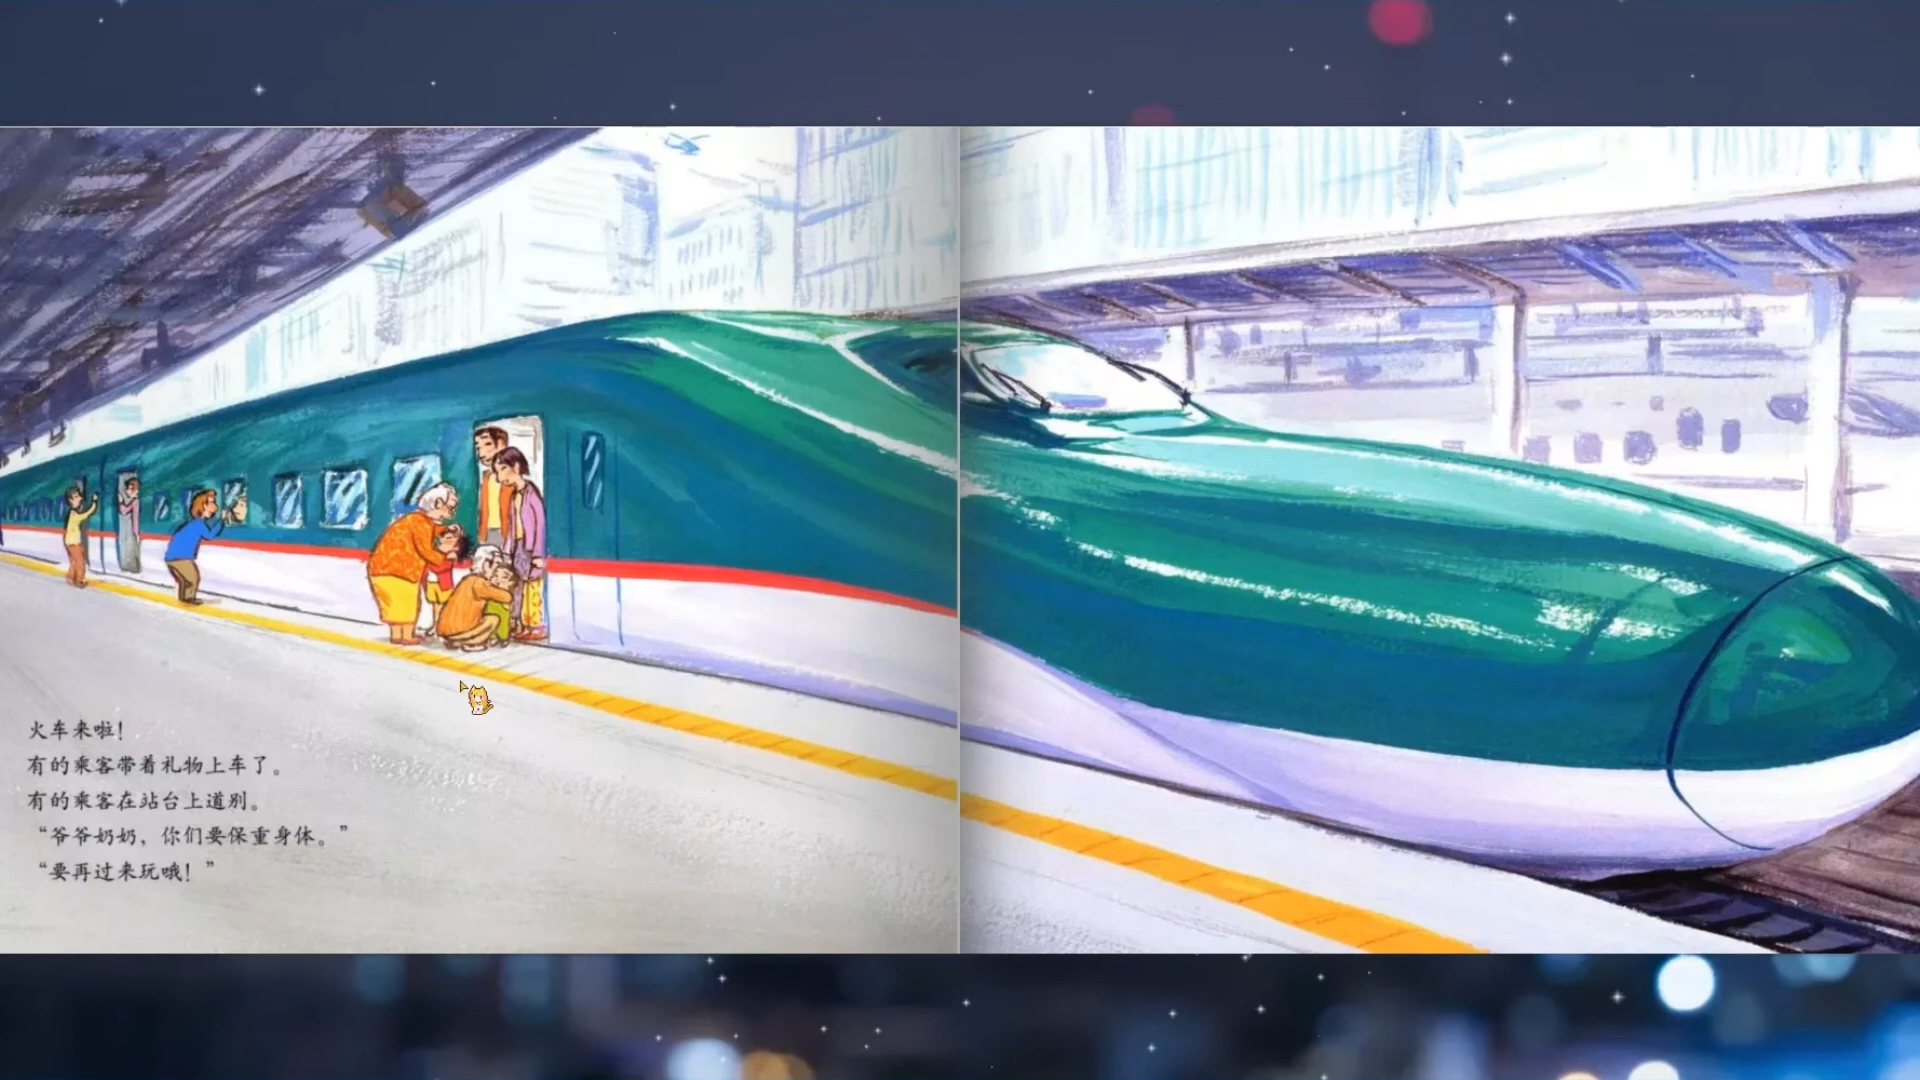 火车来啦！
有的乘客带着礼物上车了。
有的乘客在站台上道别。
“爷爷奶奶，你们要保重身体。”
“要再过来玩哦！”